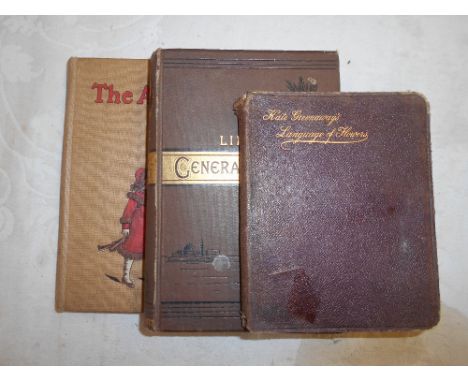 The A
LI
GENERA
Kate Greenaway's
Language of Flowers.